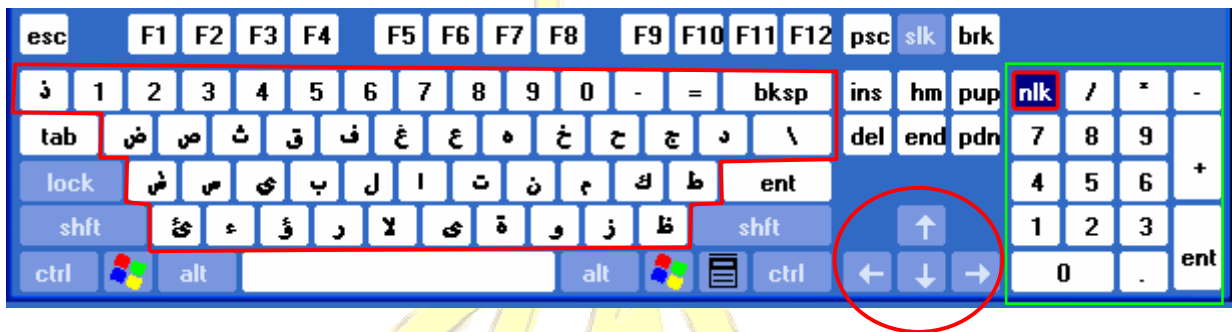 esc F1 F2 F3 F4 F5 F6 F7 F8 F9 F10 F11 F12 psc slk brk
ذ 1 2 3 4 5 6 7 8 9 0 - = bksp ins hm pup nlk / * -
tab ض ص ث ق ف غ ع ه خ ح ج د \ del end pdn 7 8 9 +
lock ش س ي ب ل ا ت ن م ك ط ent 4 5 6
shft ئ ء ؤ ر لا ى ة و ز ظ shft ↑ 1 2 3 ent
ctrl alt alt ctrl ← ↓ → 0 .